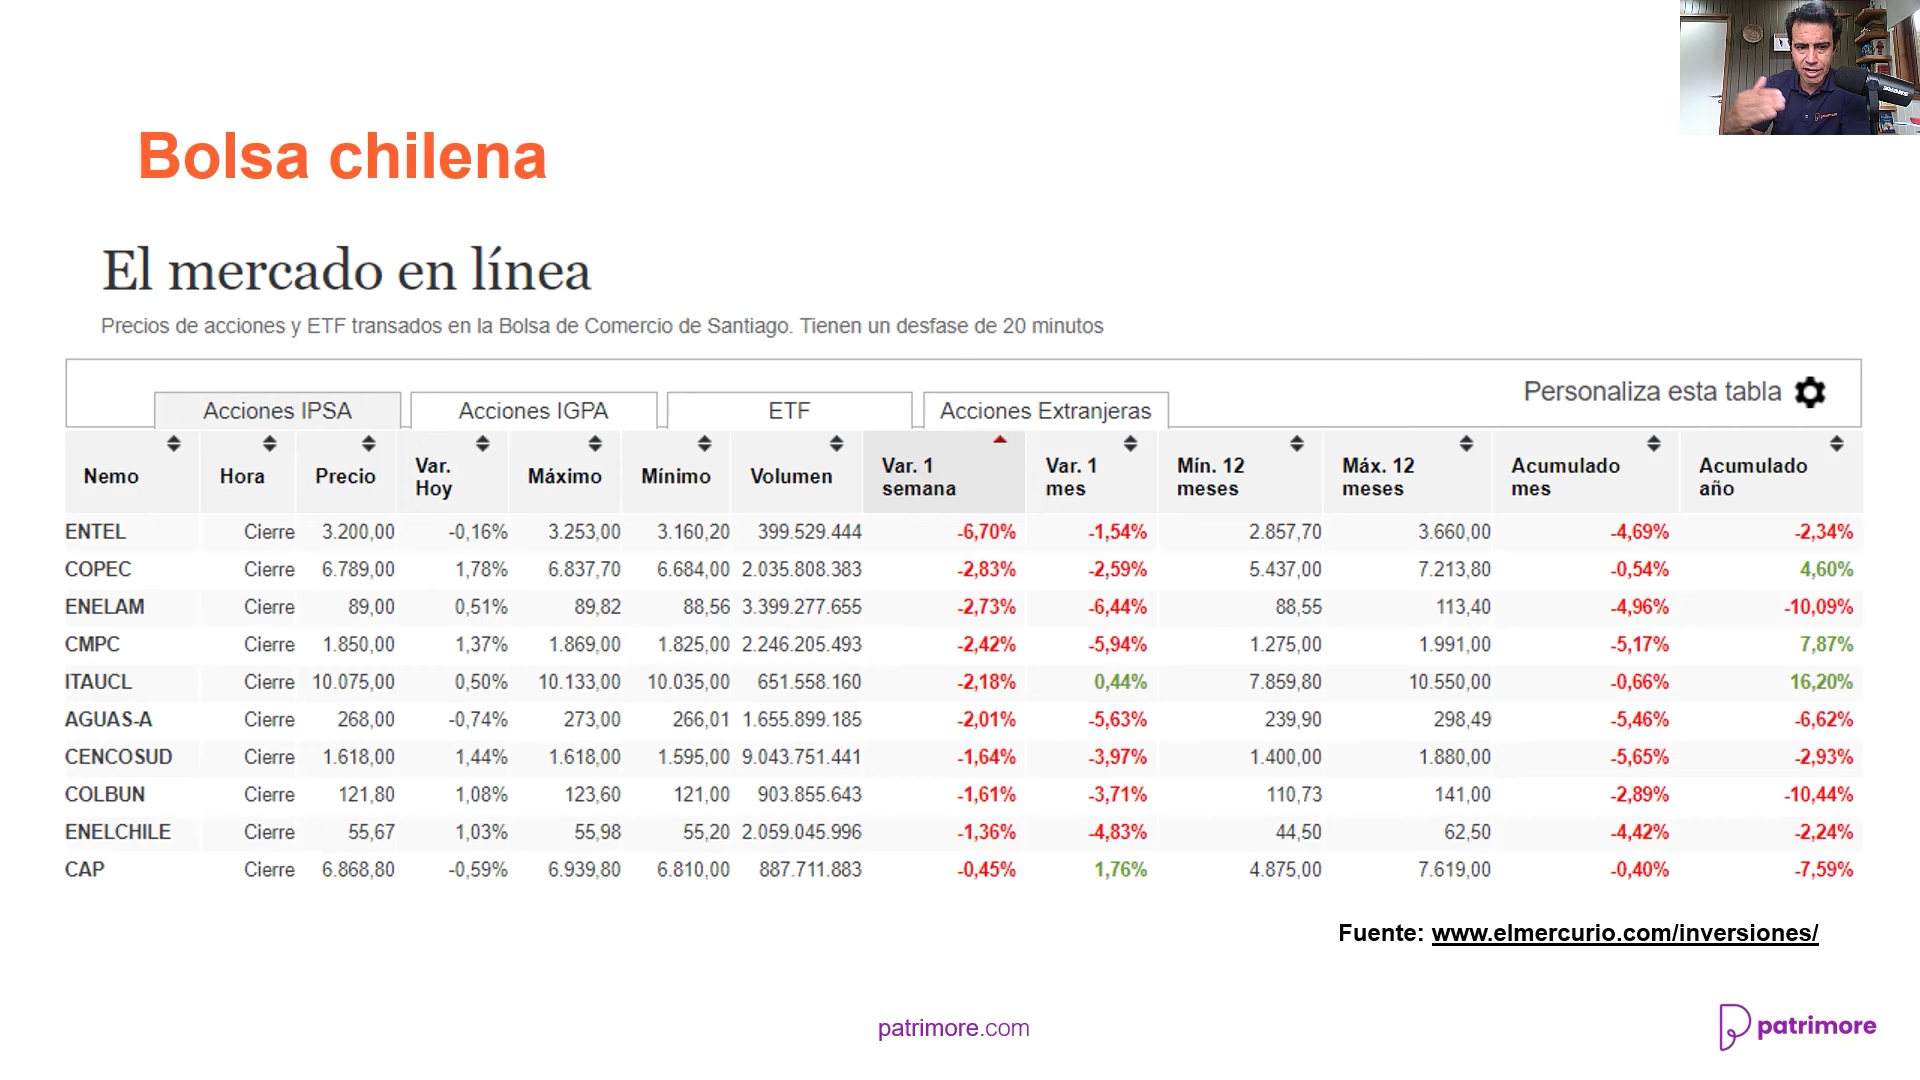 Bolsa chilena
El mercado en línea
Precios de acciones y ETF transados en la Bolsa de Comercio de Santiago. Tienen un desfase de 20 minutos
Personaliza esta tabla
Acciones IPSA Acciones IGPA ETF Acciones Extranjeras
Nemo Hora Precio Var. Hoy Máximo Mínimo Volumen Var. 1 semana Var. 1 mes Mín. 12 meses Máx. 12 meses Acumulado mes Acumulado año
ENTEL Cierre 3.200,00 -0,16% 3.253,00 3.160,20 399.529.444 -6,70% -1,54% 2.857,70 3.660,00 -4,69% -2,34%
COPEC Cierre 6.789,00 1,78% 6.837,70 6.684,00 2.035.808.383 -2,83% -2,59% 5.437,00 7.213,80 -0,54% 4,60%
ENELAM Cierre 89,00 0,51% 89,82 88,56 3.399.277.655 -2,73% -6,44% 88,55 113,40 -4,96% -10,09%
CMPC Cierre 1.850,00 1,37% 1.869,00 1.825,00 2.246.205.493 -2,42% -5,94% 1.275,00 1.991,00 -5,17% 7,87%
ITAUCL Cierre 10.075,00 0,50% 10.133,00 10.035,00 651.558.160 -2,18% 0,44% 7.859,80 10.550,00 -0,66% 16,20%
AGUAS-A Cierre 268,00 -0,74% 273,00 266,01 1.655.899.185 -2,01% -5,63% 239,90 298,49 -5,46% -6,62%
CENCOSUD Cierre 1.618,00 1,44% 1.618,00 1.595,00 9.043.751.441 -1,64% -3,97% 1.400,00 1.880,00 -5,65% -2,93%
COLBUN Cierre 121,80 1,08% 123,60 121,00 903.855.643 -1,61% -3,71% 110,73 141,00 -2,89% -10,44%
ENELCHILE Cierre 55,67 1,03% 55,98 55,20 2.059.045.996 -1,36% -4,83% 44,50 62,50 -4,42% -2,24%
CAP Cierre 6.868,80 -0,59% 6.939,80 6.810,00 887.711.883 -0,45% 1,76% 4.875,00 7.619,00 -0,40% -7,59%
Fuente: www.elmercurio.com/inversiones/
patrimore.com
patrimore